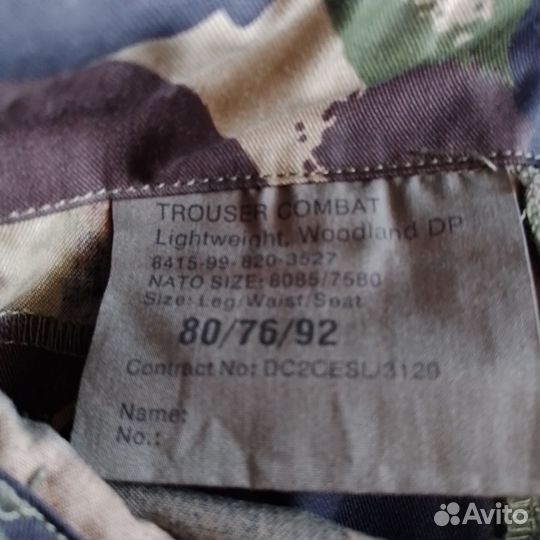 TROUSER COMBAT
Lightweight, Woodland DP
8415-99-820-3527
NATO SIZE: 8085/7580
Size: Leg/Waist/Seat
80/76/92
Contract No: DC2CESL/3120
Name:
No.:
Avito